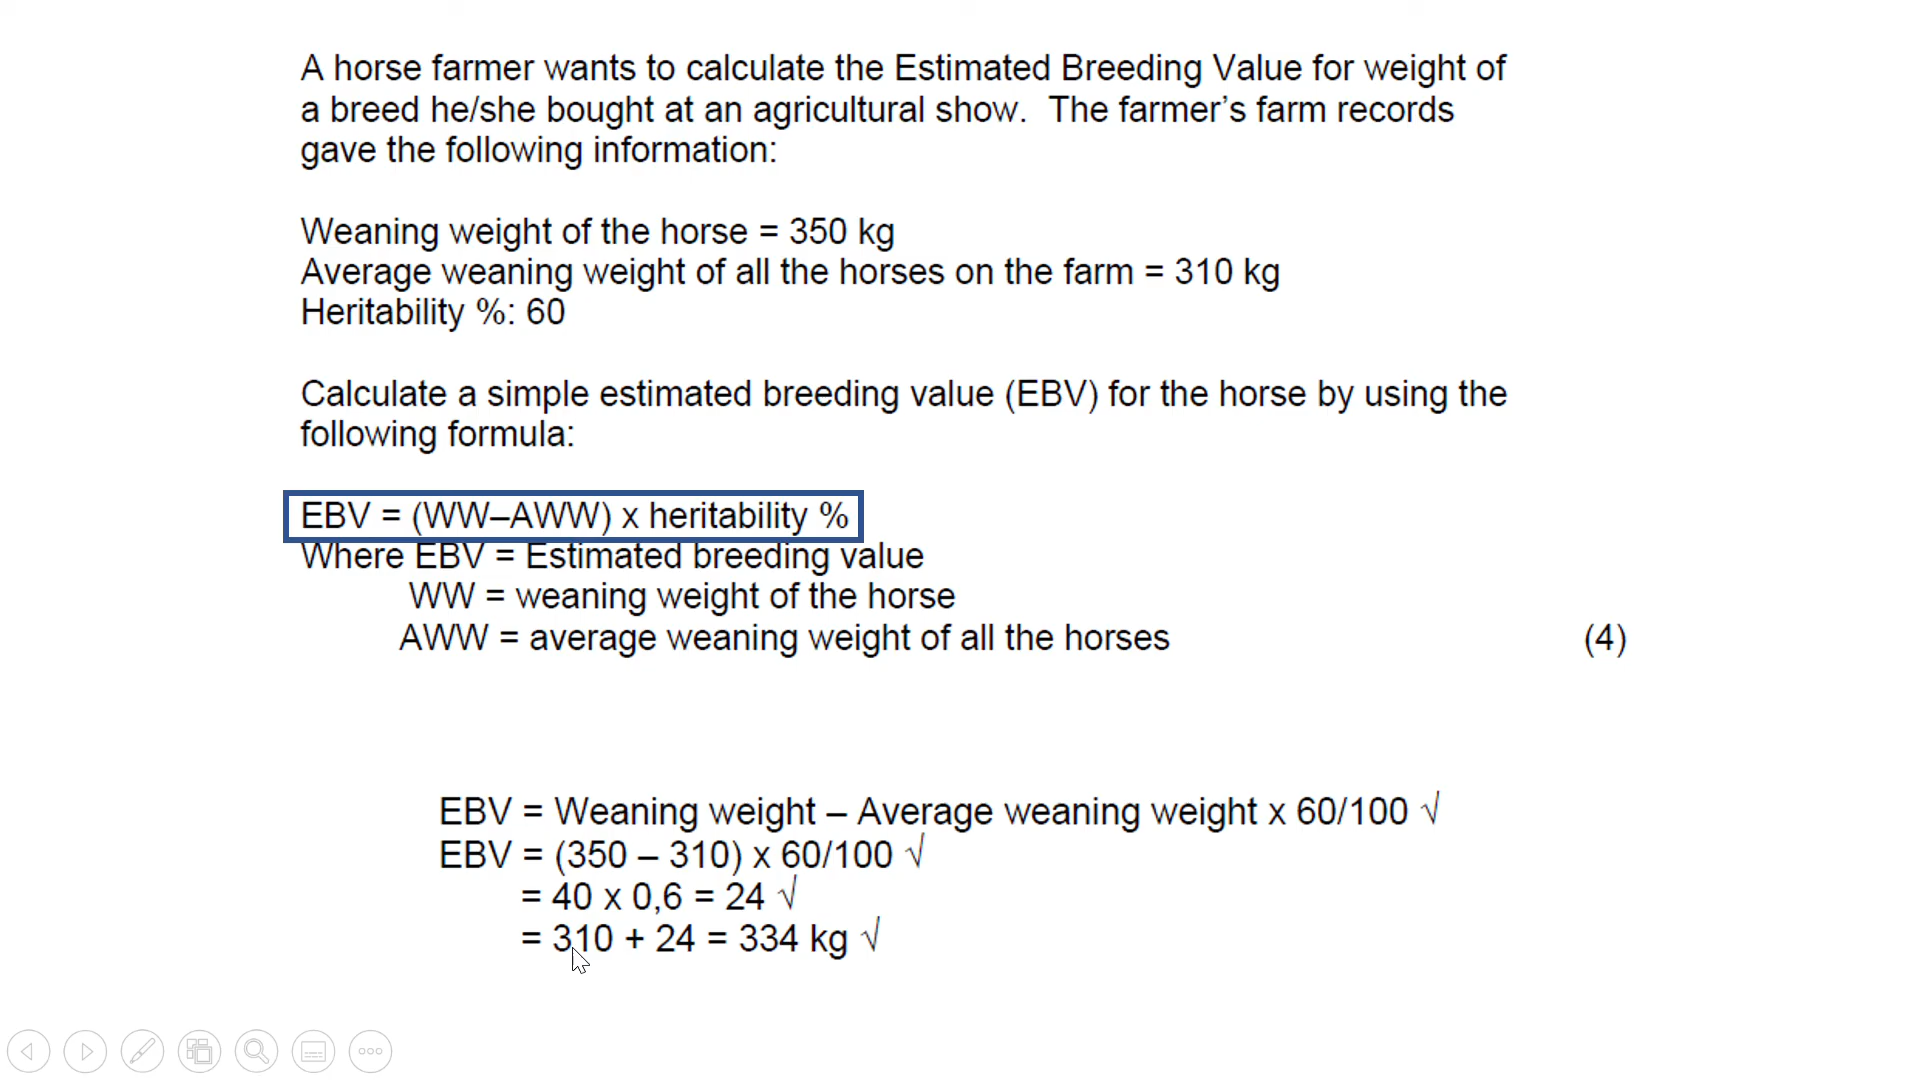 A horse farmer wants to calculate the Estimated Breeding Value for weight of
a breed he/she bought at an agricultural show. The farmer’s farm records
gave the following information:
Weaning weight of the horse = 350 kg
Average weaning weight of all the horses on the farm = 310 kg
Heritability %: 60
Calculate a simple estimated breeding value (EBV) for the horse by using the
following formula:
EBV = (WW–AWW) x heritability %
Where EBV = Estimated breeding value
WW = weaning weight of the horse
AWW = average weaning weight of all the horses (4)
EBV = Weaning weight – Average weaning weight x 60/100 √
EBV = (350 – 310) x 60/100 √
= 40 x 0,6 = 24 √
= 310 + 24 = 334 kg √